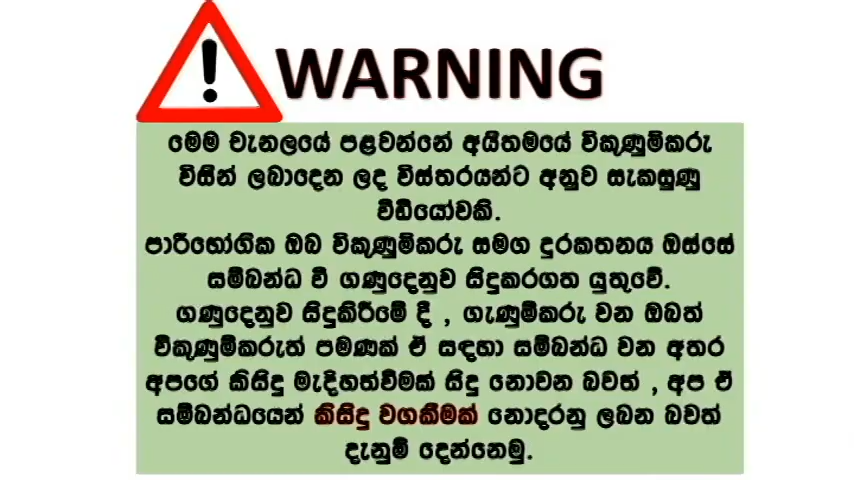 WARNING
මෙම චැනලයේ පළවන්නේ අයිතමයේ විකුණුම්කරු
විසින් ලබාදෙන ලද විස්තරයන්ට අනුව සැකසුණු
වීඩියෝවකි.
පාරිභෝගික ඔබ විකුණුම්කරු සමග දුරකතනය ඔස්සේ
සම්බන්ධ වී ගණුදෙනුව සිදුකරගත යුතුවේ.
ගණුදෙනුව සිදුකිරීමේ දී , ගැණුම්කරු වන ඔබත්
විකුණුම්කරුත් පමණක් ඒ සඳහා සම්බන්ධ වන අතර
අපගේ කිසිදු මැදිහත්වීමක් සිදු නොවන බවත් , අප ඒ
සම්බන්ධයෙන් කිසිදු වගකීමක් නොදරනු ලබන බවත්
දැනුම් දෙන්නෙමු.